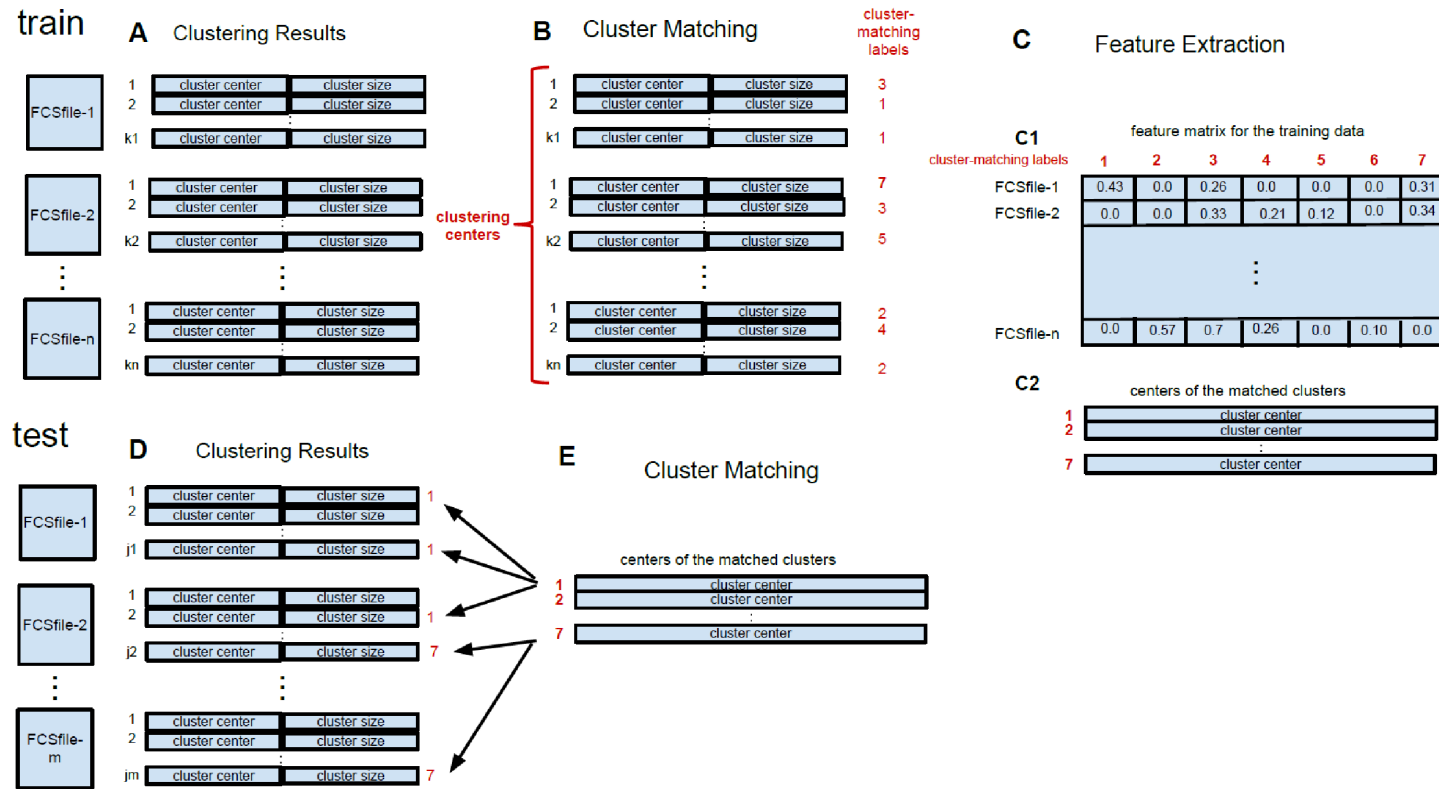 train
A Clustering Results
FCSfile-1
1 cluster center cluster size
2 cluster center cluster size
k1 cluster center cluster size
FCSfile-2
1 cluster center cluster size
2 cluster center cluster size
k2 cluster center cluster size
FCSfile-n
1 cluster center cluster size
2 cluster center cluster size
kn cluster center cluster size
clustering
centers
B Cluster Matching
cluster-
matching
labels
1 cluster center cluster size 3
2 cluster center cluster size 1
k1 cluster center cluster size 1
1 cluster center cluster size 7
2 cluster center cluster size 3
k2 cluster center cluster size 5
1 cluster center cluster size 2
2 cluster center cluster size 4
kn cluster center cluster size 2
C Feature Extraction
C1 feature matrix for the training data
cluster-matching labels 1 2 3 4 5 6 7
FCSfile-1 0.43 0.0 0.26 0.0 0.0 0.0 0.31
FCSfile-2 0.0 0.0 0.33 0.21 0.12 0.0 0.34
FCSfile-n 0.0 0.57 0.7 0.26 0.0 0.10 0.0
C2 centers of the matched clusters
1 cluster center
2 cluster center
7 cluster center
test
D Clustering Results
FCSfile-1
1 cluster center cluster size 1
2 cluster center cluster size
j1 cluster center cluster size 1
FCSfile-2
1 cluster center cluster size
2 cluster center cluster size 1
j2 cluster center cluster size 7
FCSfile-
m
1 cluster center cluster size
2 cluster center cluster size
jm cluster center cluster size 7
E Cluster Matching
centers of the matched clusters
1 cluster center
2 cluster center
7 cluster center